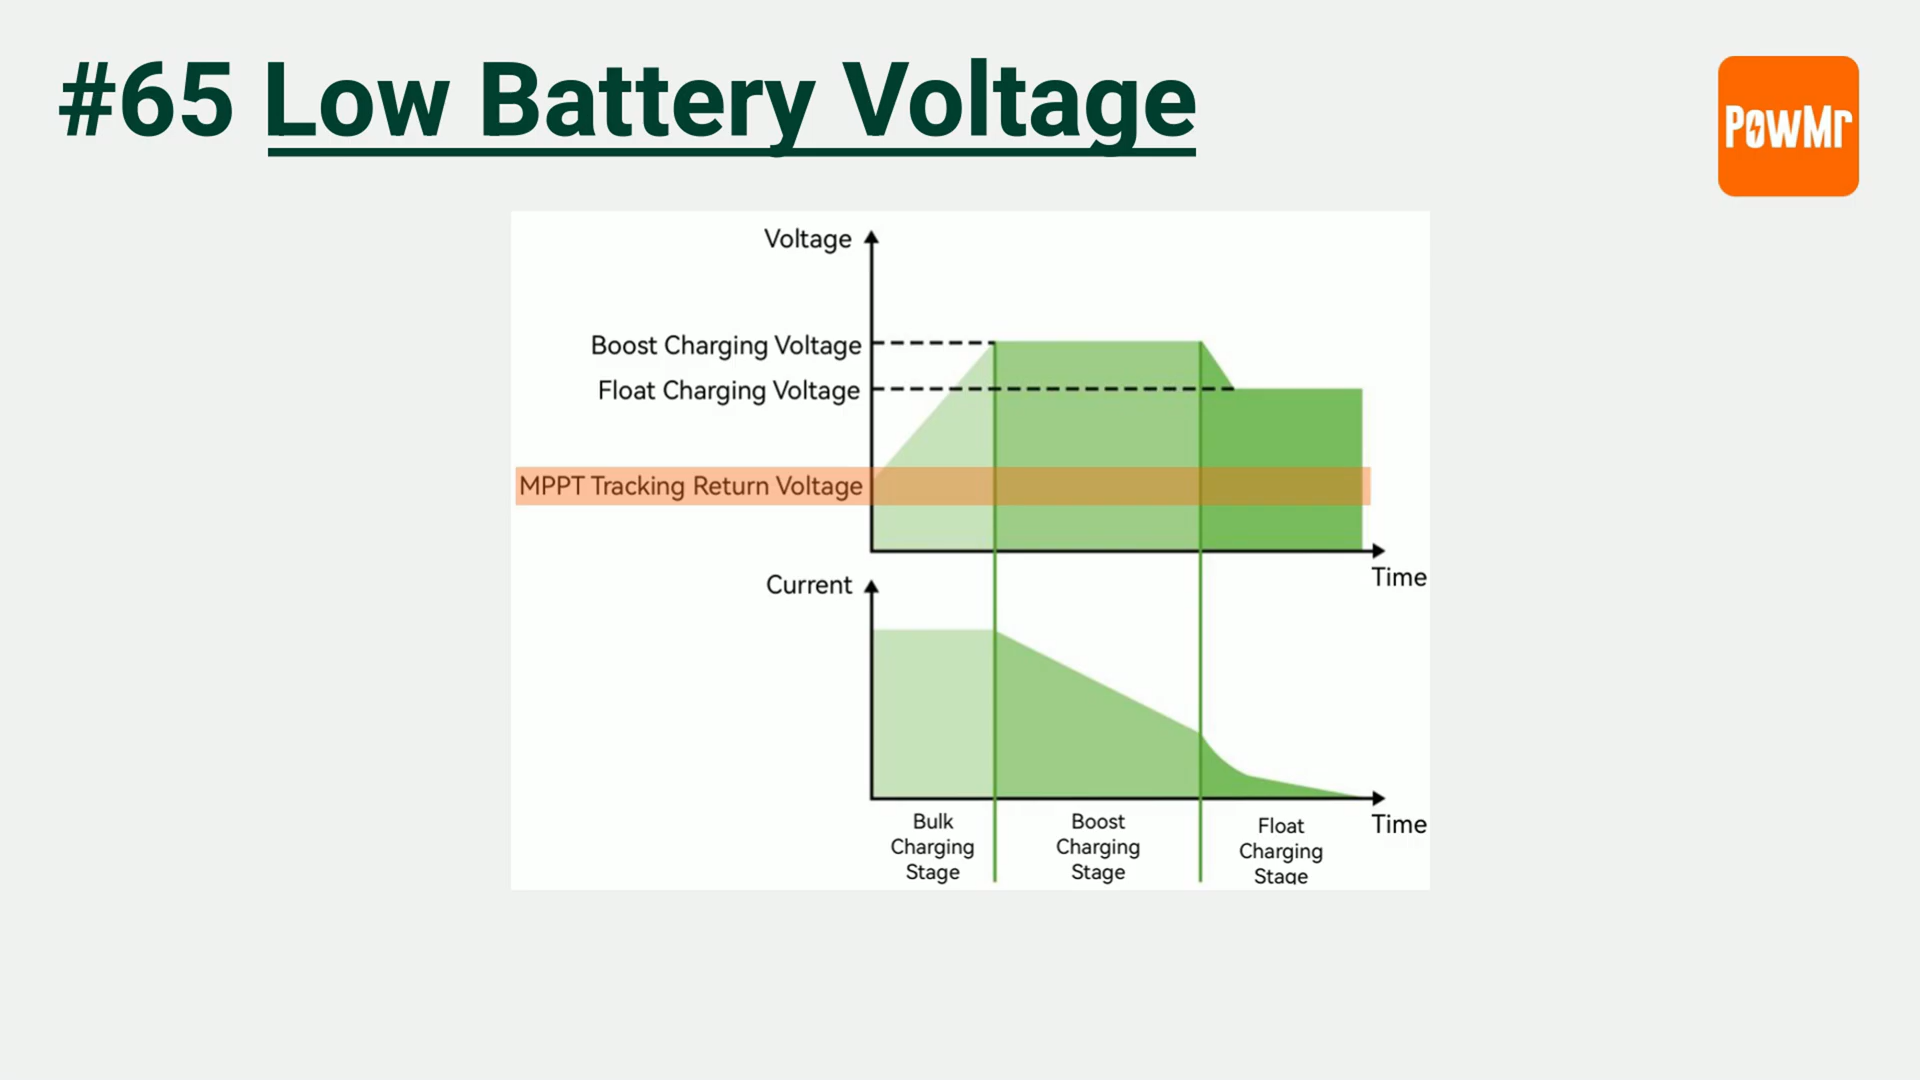 #65 Low Battery Voltage
PowMr
Voltage
Boost Charging Voltage
Float Charging Voltage
MPPT Tracking Return Voltage
Time
Current
Time
Bulk
Charging
Stage
Boost
Charging
Stage
Float
Charging
Stage